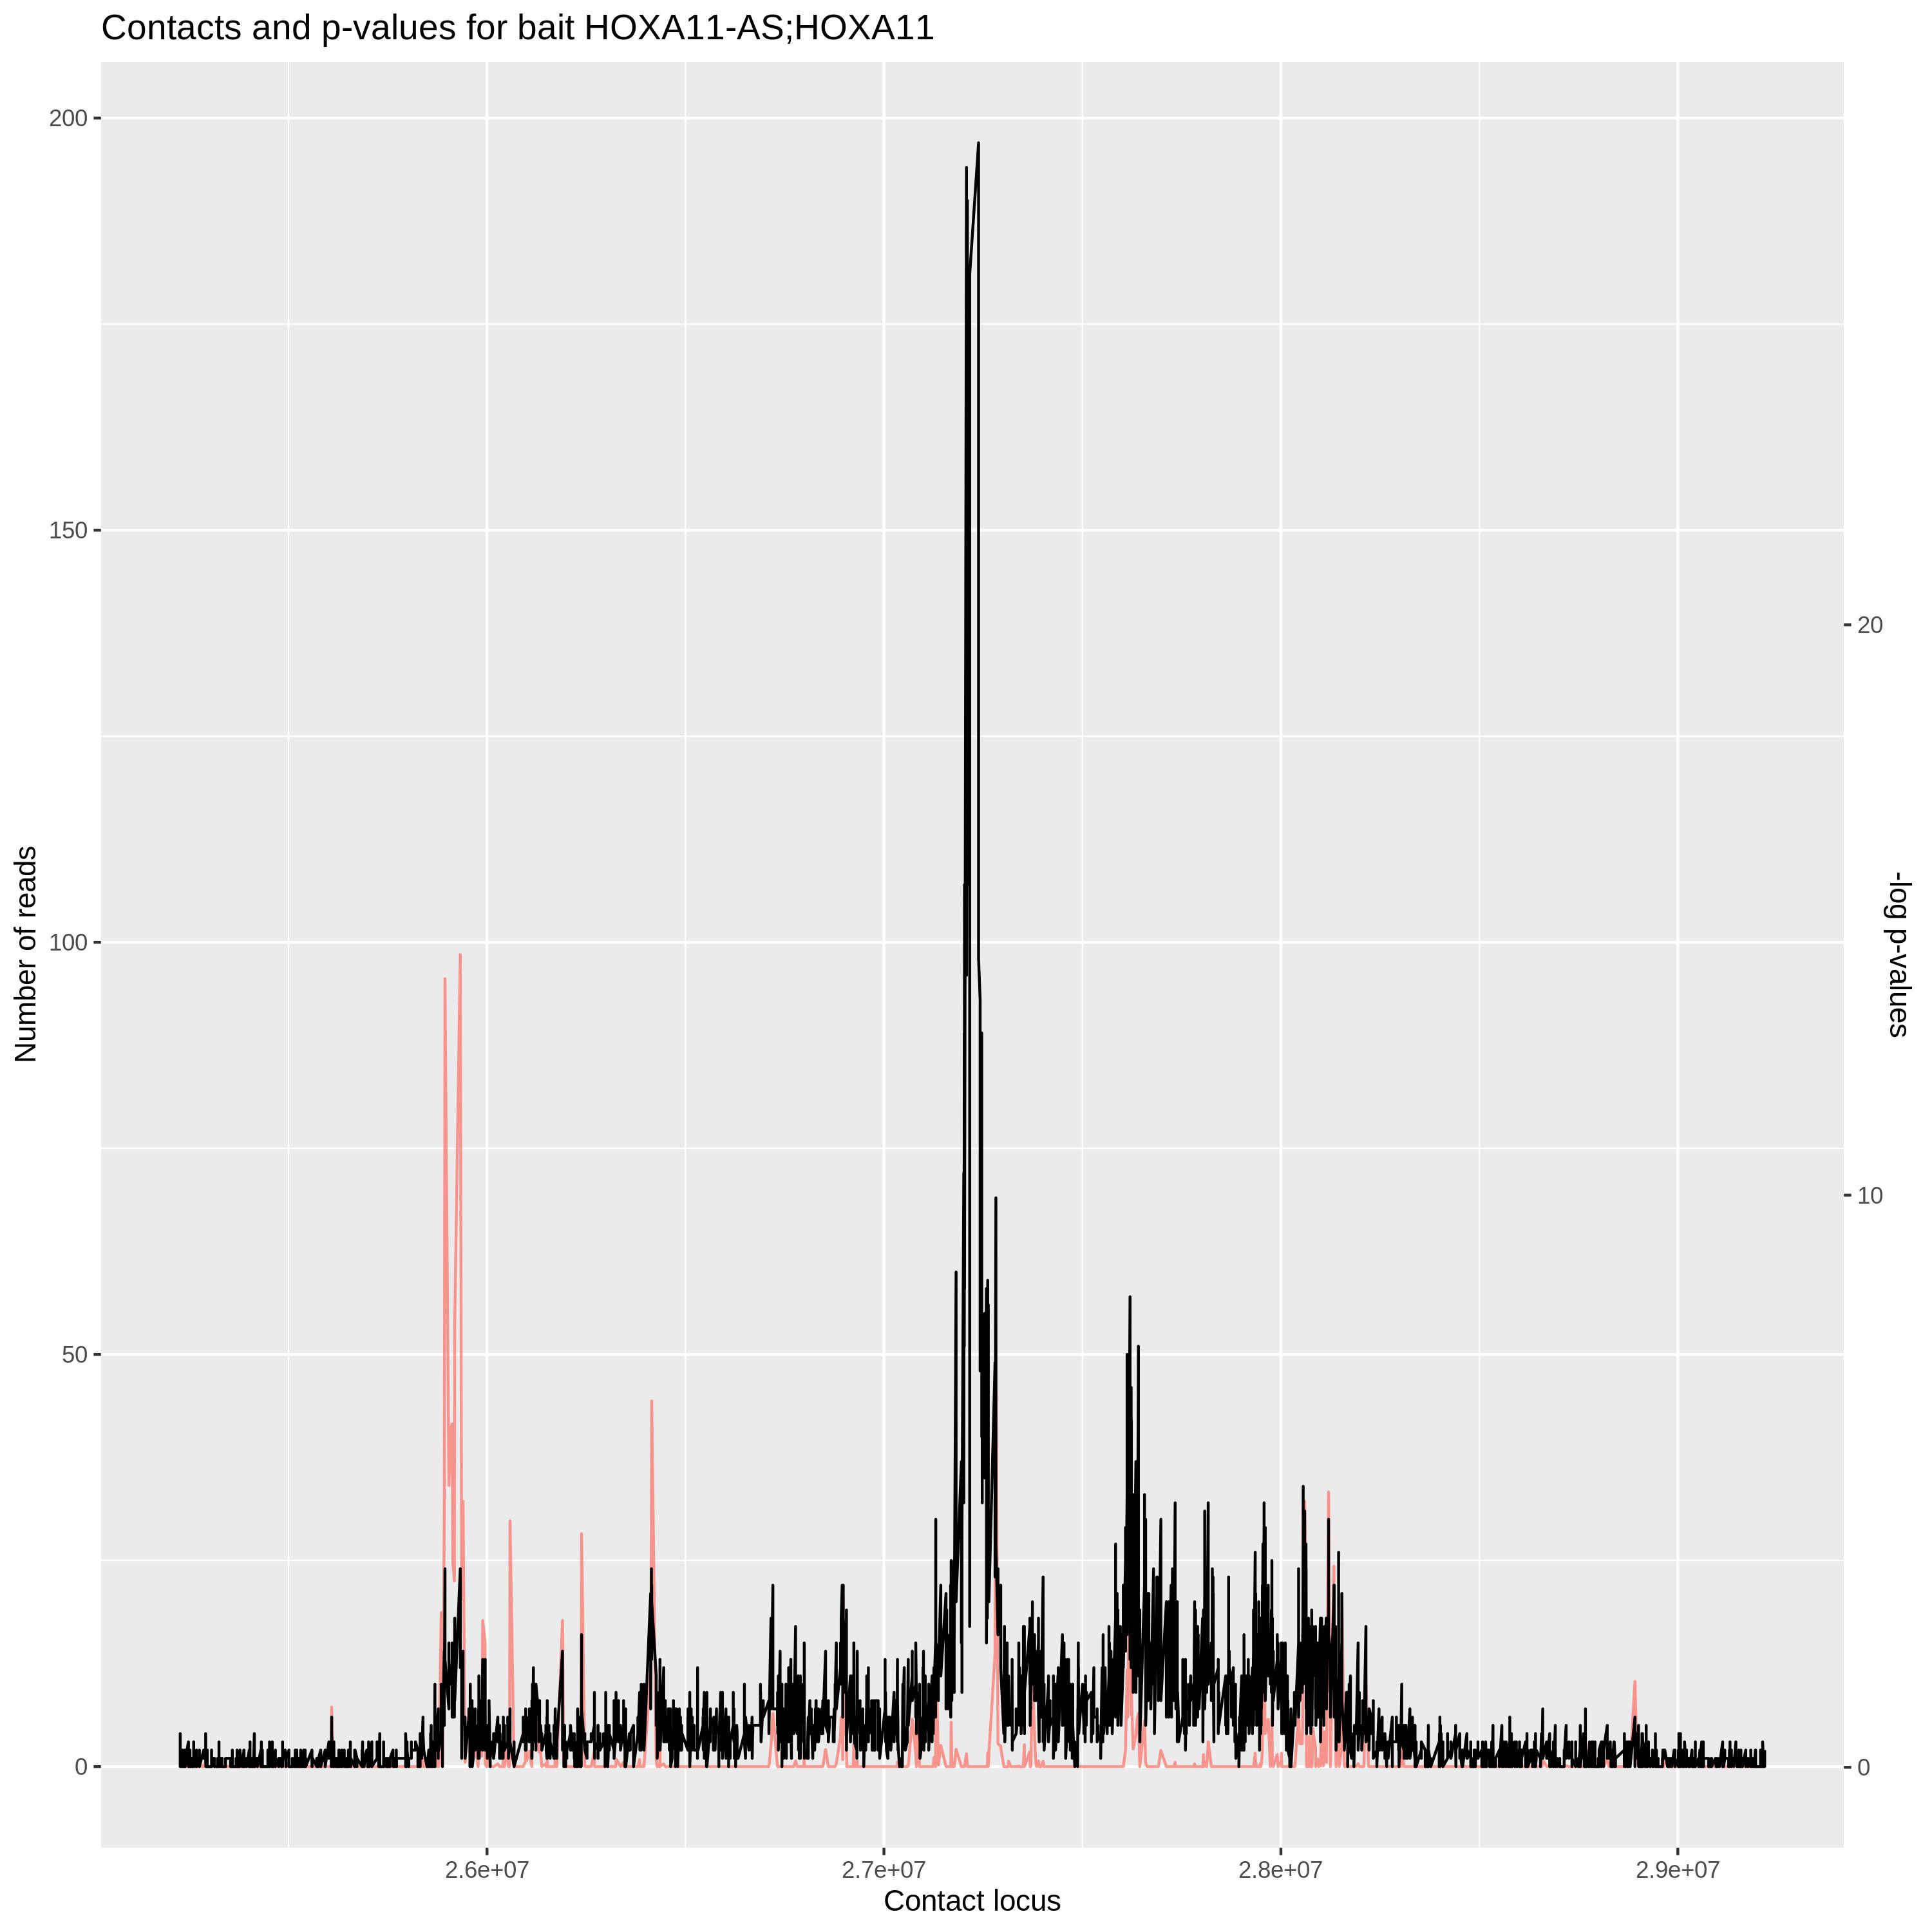 Contacts and p-values for bait HOXA11-AS;HOXA11
200
150
100
50
0
Number of reads
20
10
0
-log p-values
2.6e+07
2.7e+07
2.8e+07
2.9e+07
Contact locus